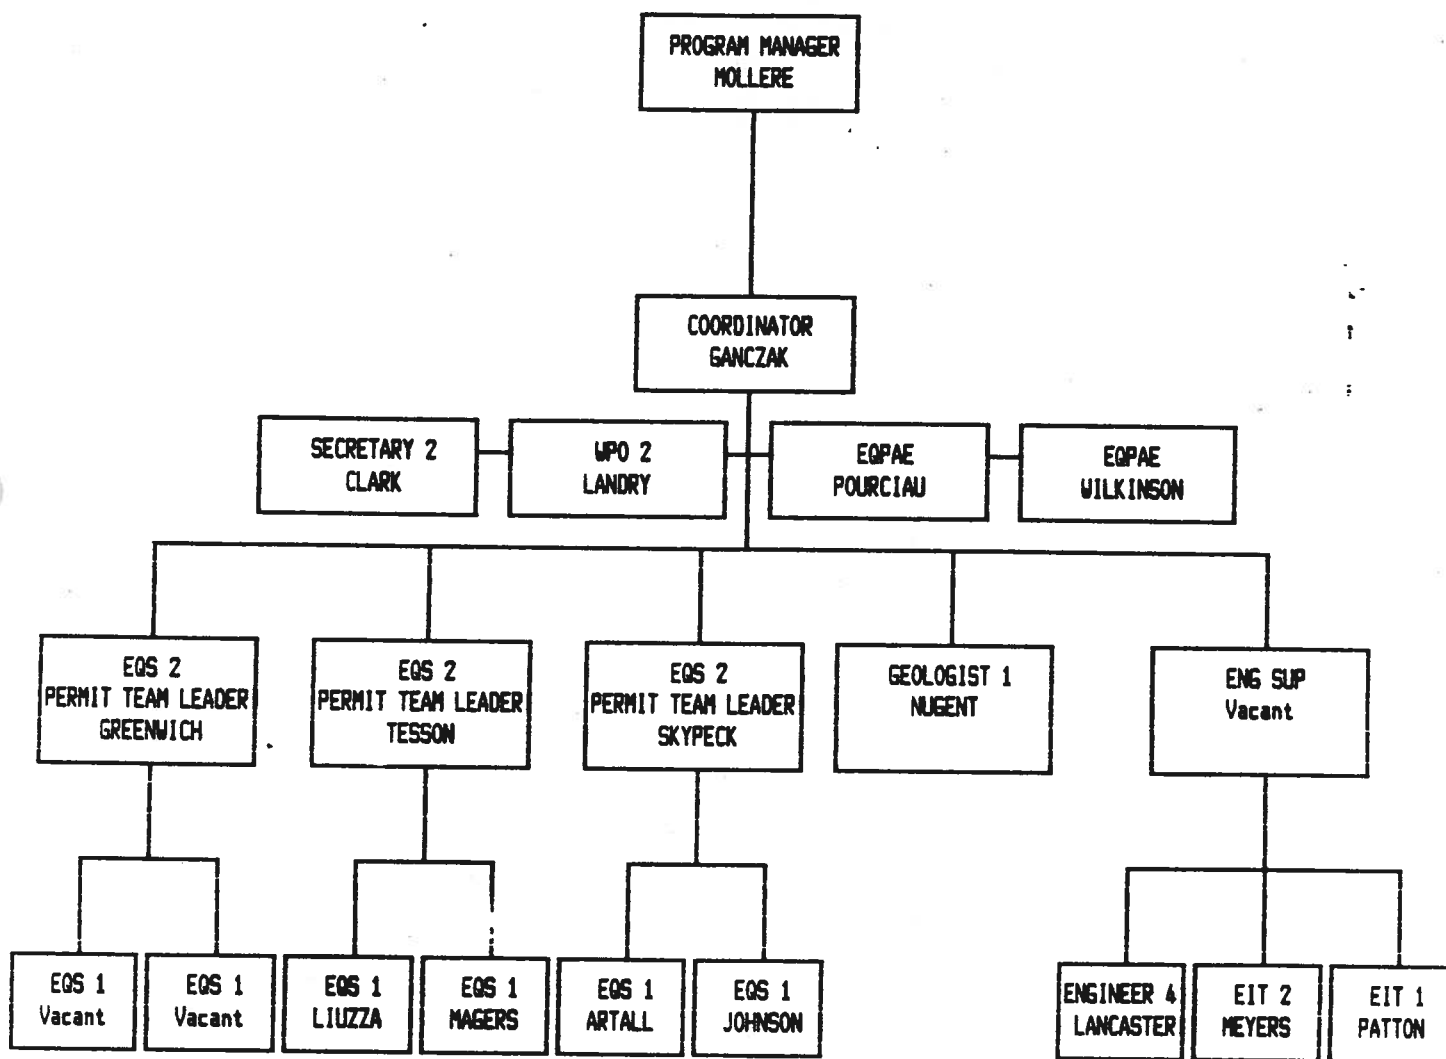 PROGRAM MANAGER
MOLLERE
COORDINATOR
GANCZAK
SECRETARY 2
CLARK
WPO 2
LANDRY
EQPAE
POURCIAU
EQPAE
WILKINSON
EQS 2
PERMIT TEAM LEADER
GREENWICH
EQS 2
PERMIT TEAM LEADER
TESSON
EQS 2
PERMIT TEAM LEADER
SKYPECK
GEOLOGIST 1
NUGENT
ENG SUP
Vacant
EQS 1
Vacant
EQS 1
Vacant
EQS 1
LIUZZA
EQS 1
MAGERS
EQS 1
ARTALL
EQS 1
JOHNSON
ENGINEER 4
LANCASTER
EIT 2
MEYERS
EIT 1
PATTON